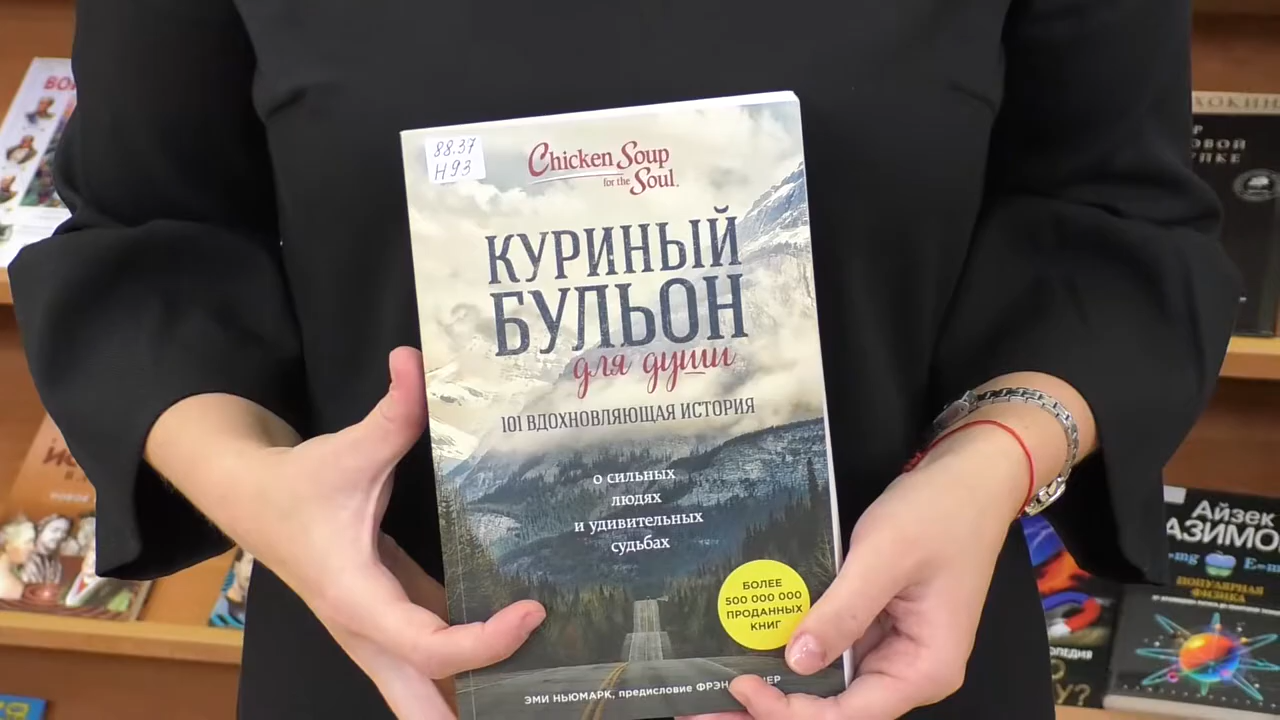 88.37
Н93
Chicken Soup
for the Soul.
КУРИНЫЙ
БУЛЬОН
для души
101 ВДОХНОВЛЯЮЩАЯ ИСТОРИЯ
о сильных
людях
и удивительных
судьбах
БОЛЕЕ
500 000 000
ПРОДАННЫХ
КНИГ
ЭМИ НЬЮМАРК, предисловие
Айзек
АЗИМО
ПОПУЛЯРНАЯ
ФИЗИКА